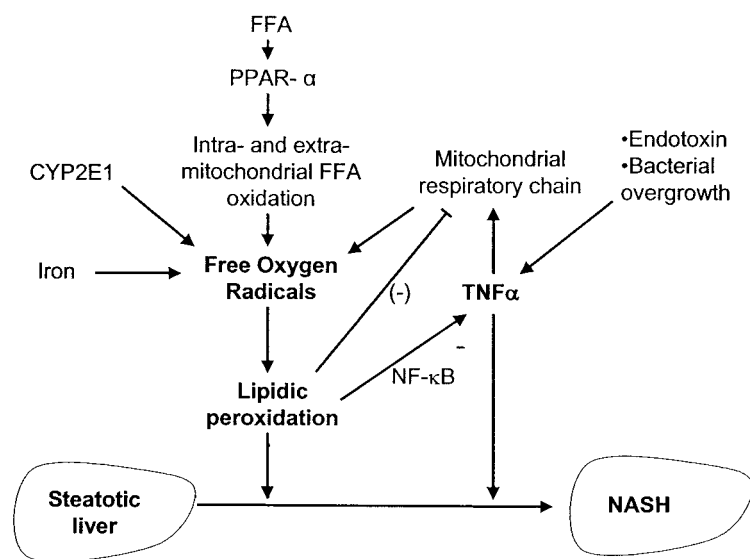 FFA
PPAR- α
Intra- and extra-
mitochondrial FFA
oxidation
CYP2E1
Mitochondrial
respiratory chain
•Endotoxin
•Bacterial
overgrowth
Iron
Free Oxygen
Radicals
(-)
TNFα
NF-κB
Lipidic
peroxidation
Steatotic
liver
NASH